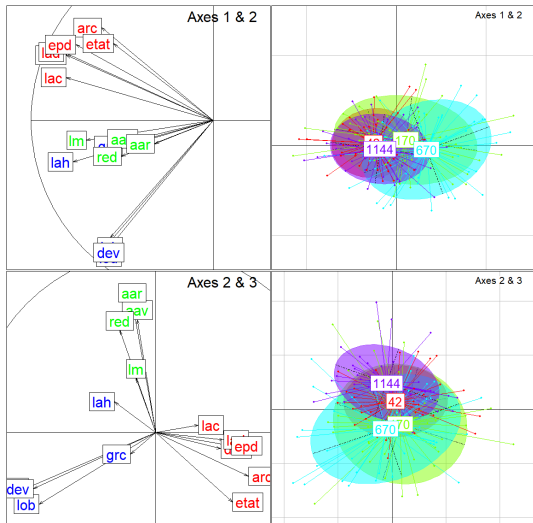 Axes 1 & 2
arc
epd
etat
lac
lm
aar
red
lah
dev
Axes 1 & 2
170
1144
670
Axes 2 & 3
aar
aav
red
lm
lah
lac
epd
grc
arc
dev
lob
etat
Axes 2 & 3
1144
42
670